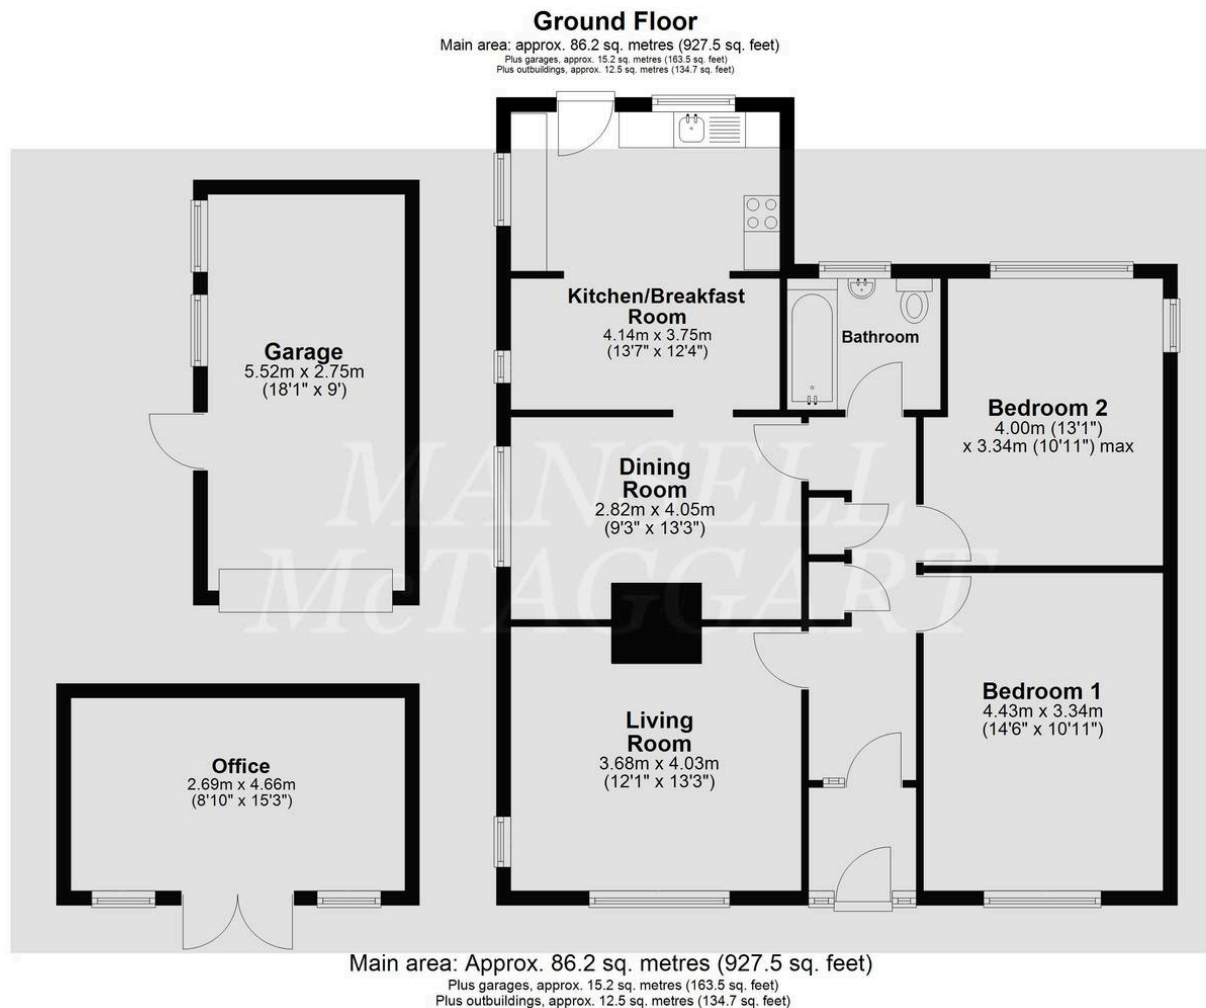 Ground Floor
Main area: approx. 86.2 sq. metres (927.5 sq. feet)
Plus garages, approx. 15.2 sq. metres (163.5 sq. feet)
Plus outbuildings, approx. 12.5 sq. metres (134.7 sq. feet)
Kitchen/Breakfast
Room
4.14m x 3.75m
(13'7" x 12'4")
Bathroom
Garage
5.52m x 2.75m
(18'1" x 9')
Bedroom 2
4.00m (13'1")
x 3.34m (10'11") max
Dining
Room
2.82m x 4.05m
(9'3" x 13'3")
MANSELL
McTAGGART
Living
Room
3.68m x 4.03m
(12'1" x 13'3")
Bedroom 1
4.43m x 3.34m
(14'6" x 10'11")
Office
2.69m x 4.66m
(8'10" x 15'3")
Main area: Approx. 86.2 sq. metres (927.5 sq. feet)
Plus garages, approx. 15.2 sq. metres (163.5 sq. feet)
Plus outbuildings, approx. 12.5 sq. metres (134.7 sq. feet)